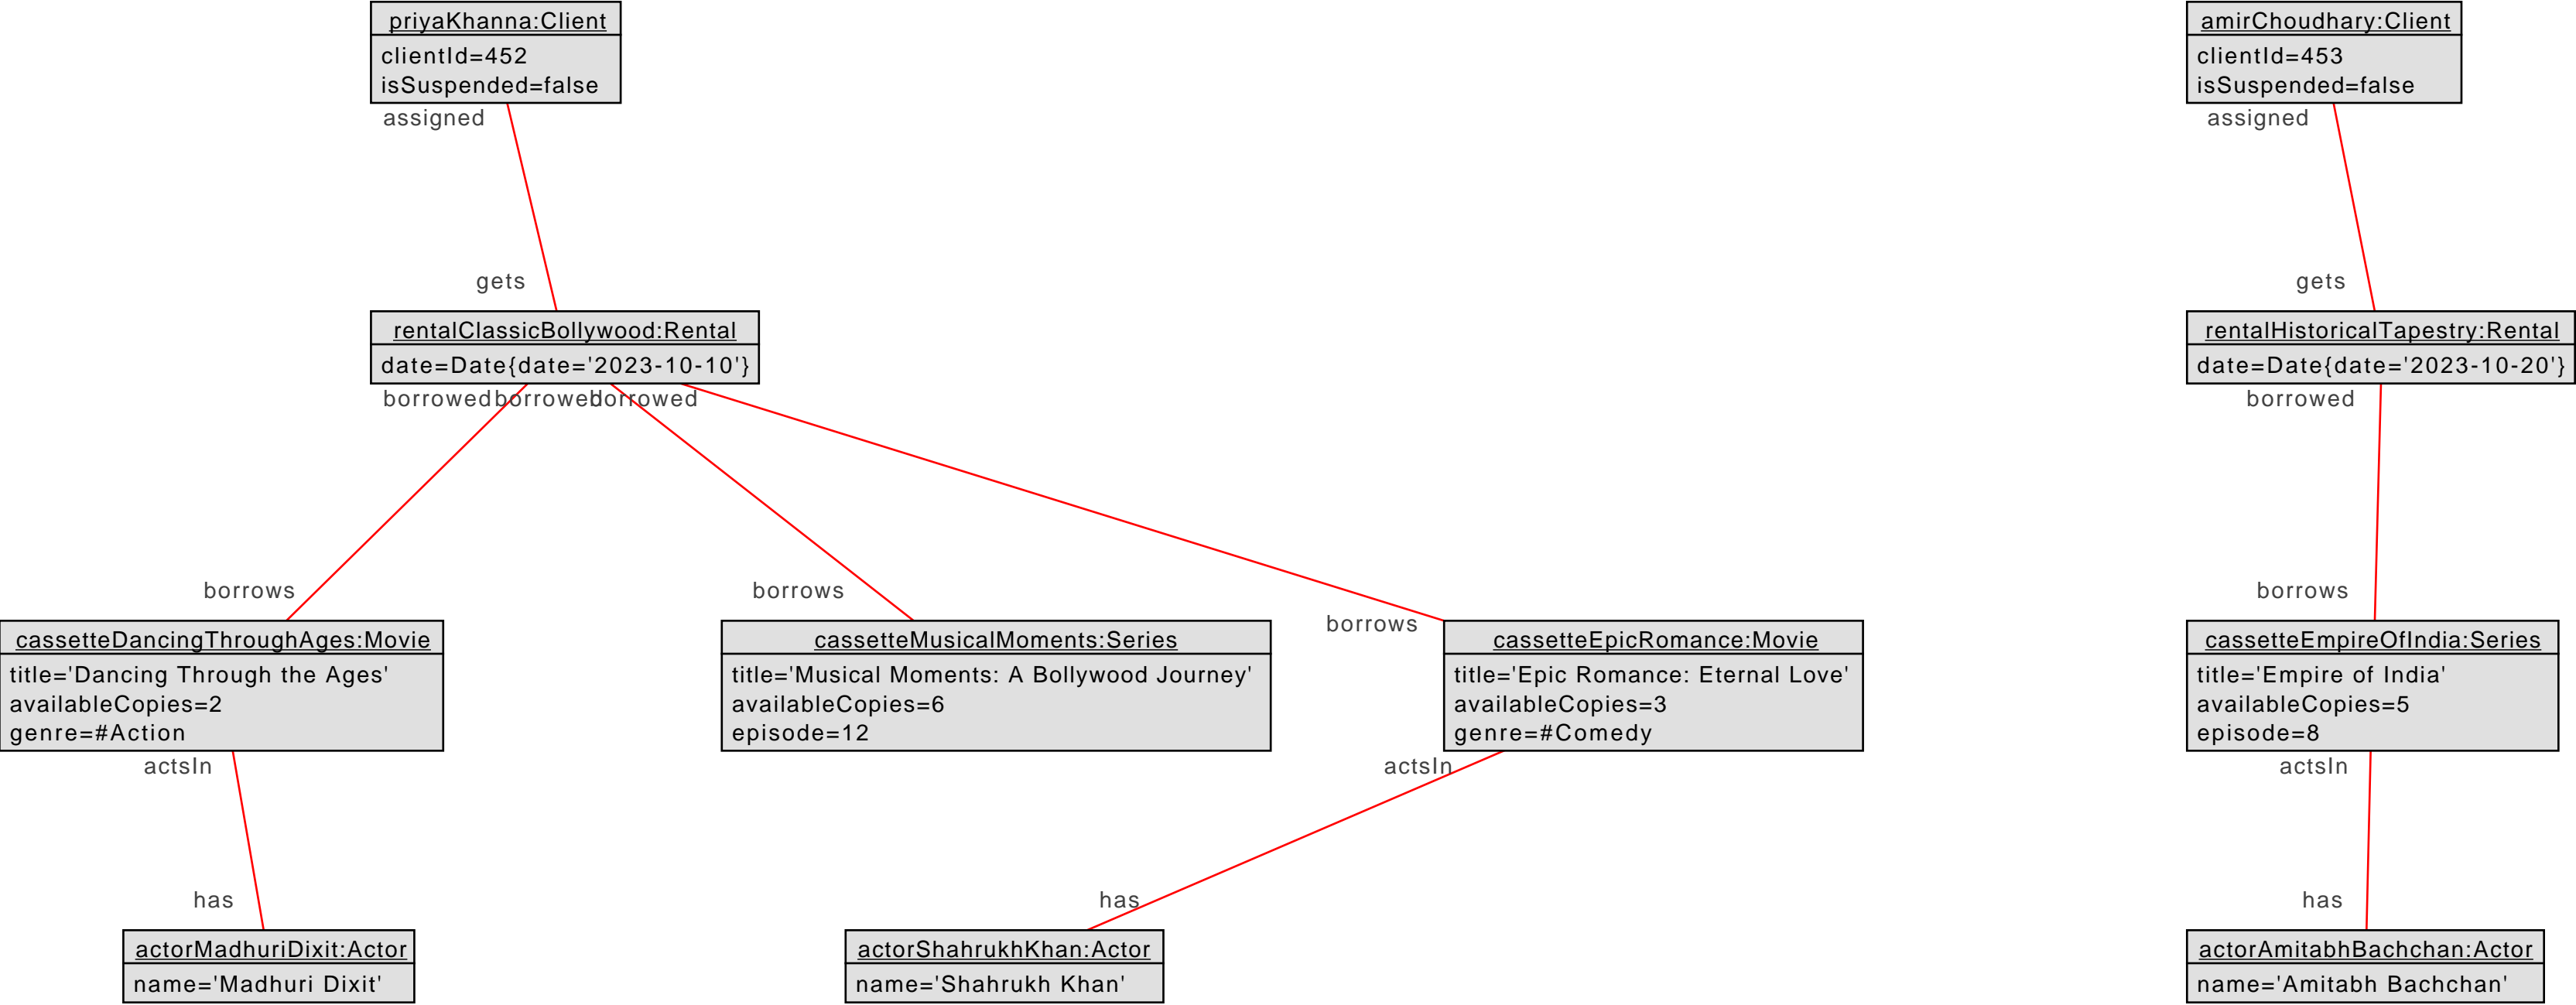 priyaKhanna:Client
clientId=452
isSuspended=false
assigned
amirChoudhary:Client
clientId=453
isSuspended=false
assigned
gets
gets
rentalClassicBollywood:Rental
date=Date{date='2023-10-10'}
borrowed borrowed borrowed
rentalHistoricalTapestry:Rental
date=Date{date='2023-10-20'}
borrowed
borrows
borrows
borrows
borrows
cassetteDancingThroughAges:Movie
title='Dancing Through the Ages'
availableCopies=2
genre=#Action
actsIn
cassetteMusicalMoments:Series
title='Musical Moments: A Bollywood Journey'
availableCopies=6
episode=12
cassetteEpicRomance:Movie
title='Epic Romance: Eternal Love'
availableCopies=3
genre=#Comedy
actsIn
cassetteEmpireOfIndia:Series
title='Empire of India'
availableCopies=5
episode=8
actsIn
has
has
has
actorMadhuriDixit:Actor
name='Madhuri Dixit'
actorShahrukhKhan:Actor
name='Shahrukh Khan'
actorAmitabhBachchan:Actor
name='Amitabh Bachchan'